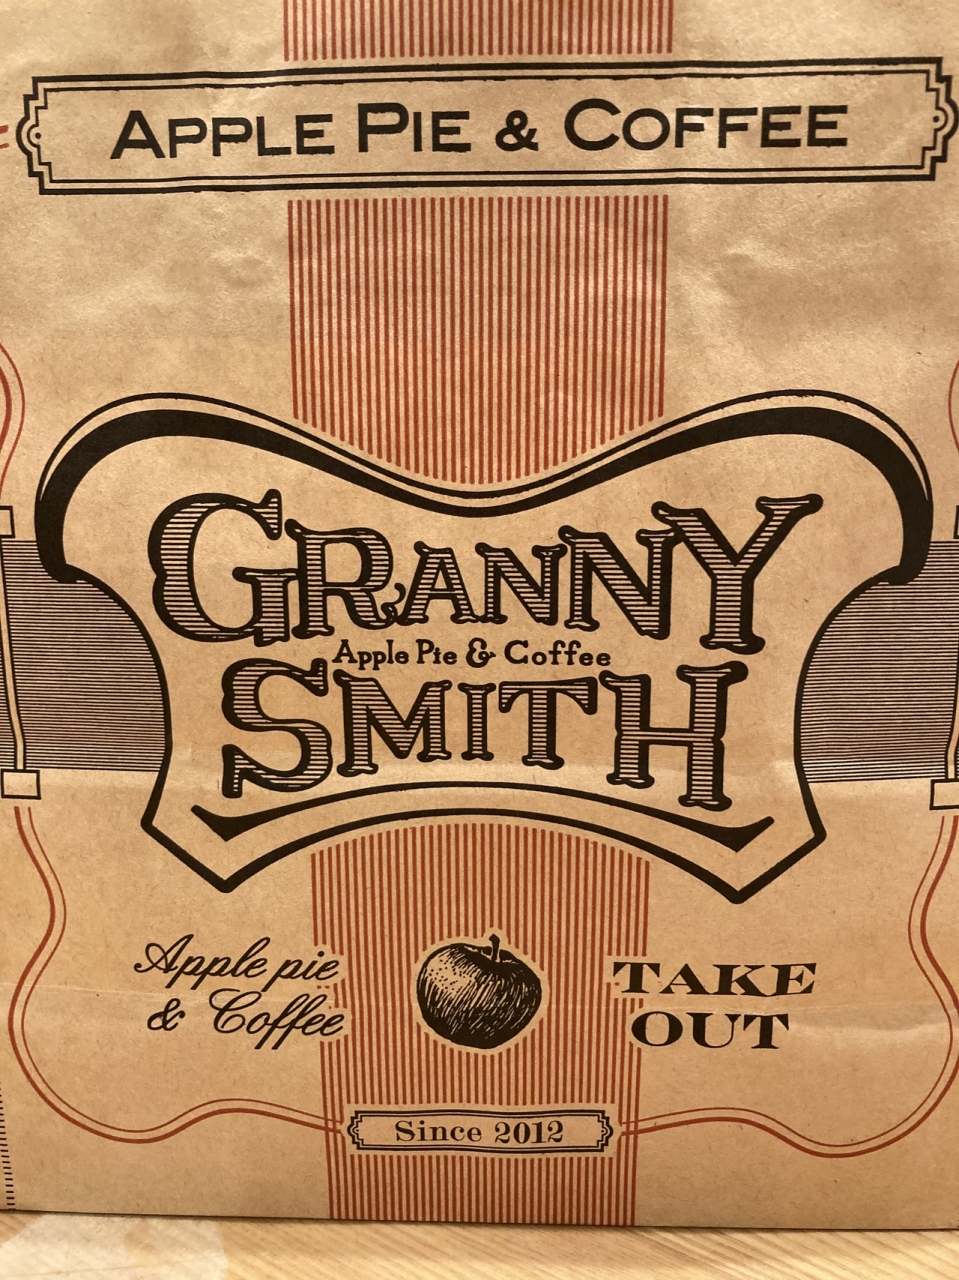 APPLE PIE & COFFEE
GRANNY
Apple Pie & Coffee
SMITH
Apple pie
& Coffee
TAKE
OUT
Since 2012